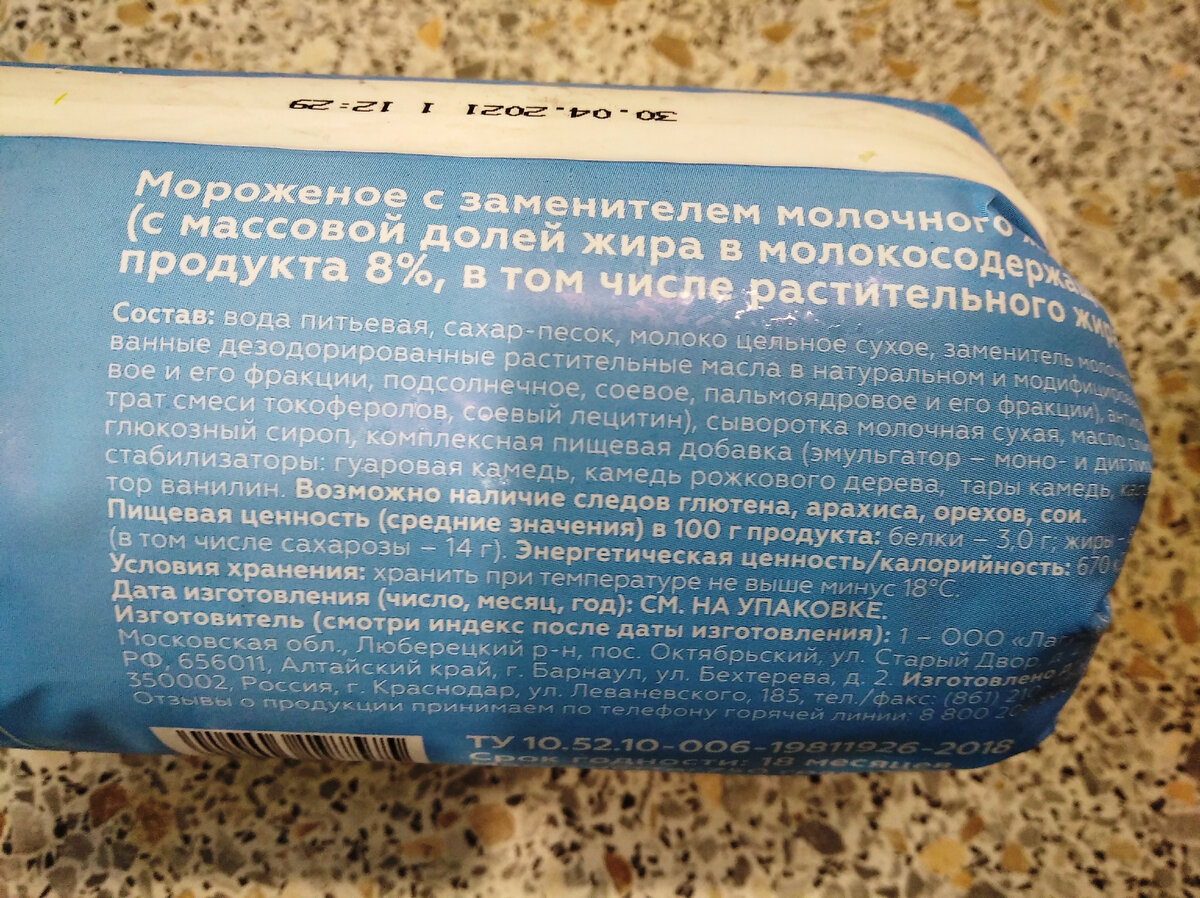 30.04.2021 1 12:29
Мороженое с заменителем молочного
(с массовой долей жира в молокосодержа
продукта 8%, в том числе растительного жир
Состав: вода питьевая, сахар-песок, молоко цельное сухое, заменитель молоч
ванные дезодорированные растительные масла в натуральном и модифициров
вое и его фракции, подсолнечное, соевое, пальмоядровое и его фракции), анти
трат смеси токоферолов, соевый лецитин), сыворотка молочная сухая, масло
глюкозный сироп, комплексная пищевая добавка (эмульгатор – моно- и дигли
стабилизаторы: гуаровая камедь, камедь рожкового дерева, тары камедь,
тор ванилин. Возможно наличие следов глютена, арахиса, орехов, сои.
Пищевая ценность (средние значения) в 100 г продукта: белки – 3,0 г; жиры –
(в том числе сахарозы – 14 г). Энергетическая ценность/калорийность: 670
Условия хранения: хранить при температуре не выше минус 18°С.
Дата изготовления (число, месяц, год): СМ. НА УПАКОВКЕ.
Изготовитель (смотри индекс после даты изготовления): 1 – ООО «Ла
Московская обл., Люберецкий р-н, пос. Октябрьский, ул. Старый Двор,
РФ, 656011, Алтайский край, г. Барнаул, ул. Бехтерева, д. 2. Изготовлено
350002, Россия, г. Краснодар, ул. Леваневского, 185, тел./факс: (861) 210
Отзывы о продукции принимаем по телефону горячей линии: 8 800
ТУ 10.52.10-006-19811926-2018
Срок годности: 18 месяцев